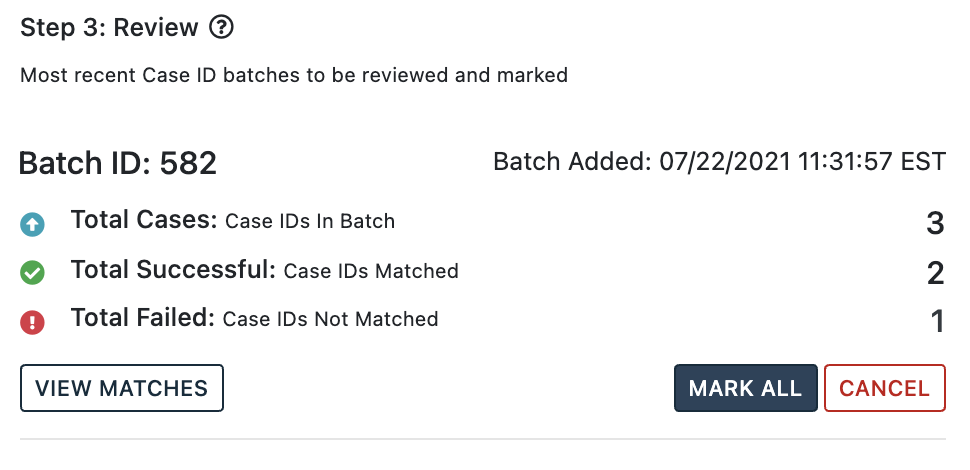 Step 3: Review
Most recent Case ID batches to be reviewed and marked
Batch ID: 582
Batch Added: 07/22/2021 11:31:57 EST
Total Cases: Case IDs In Batch 3
Total Successful: Case IDs Matched 2
Total Failed: Case IDs Not Matched 1
VIEW MATCHES MARK ALL CANCEL